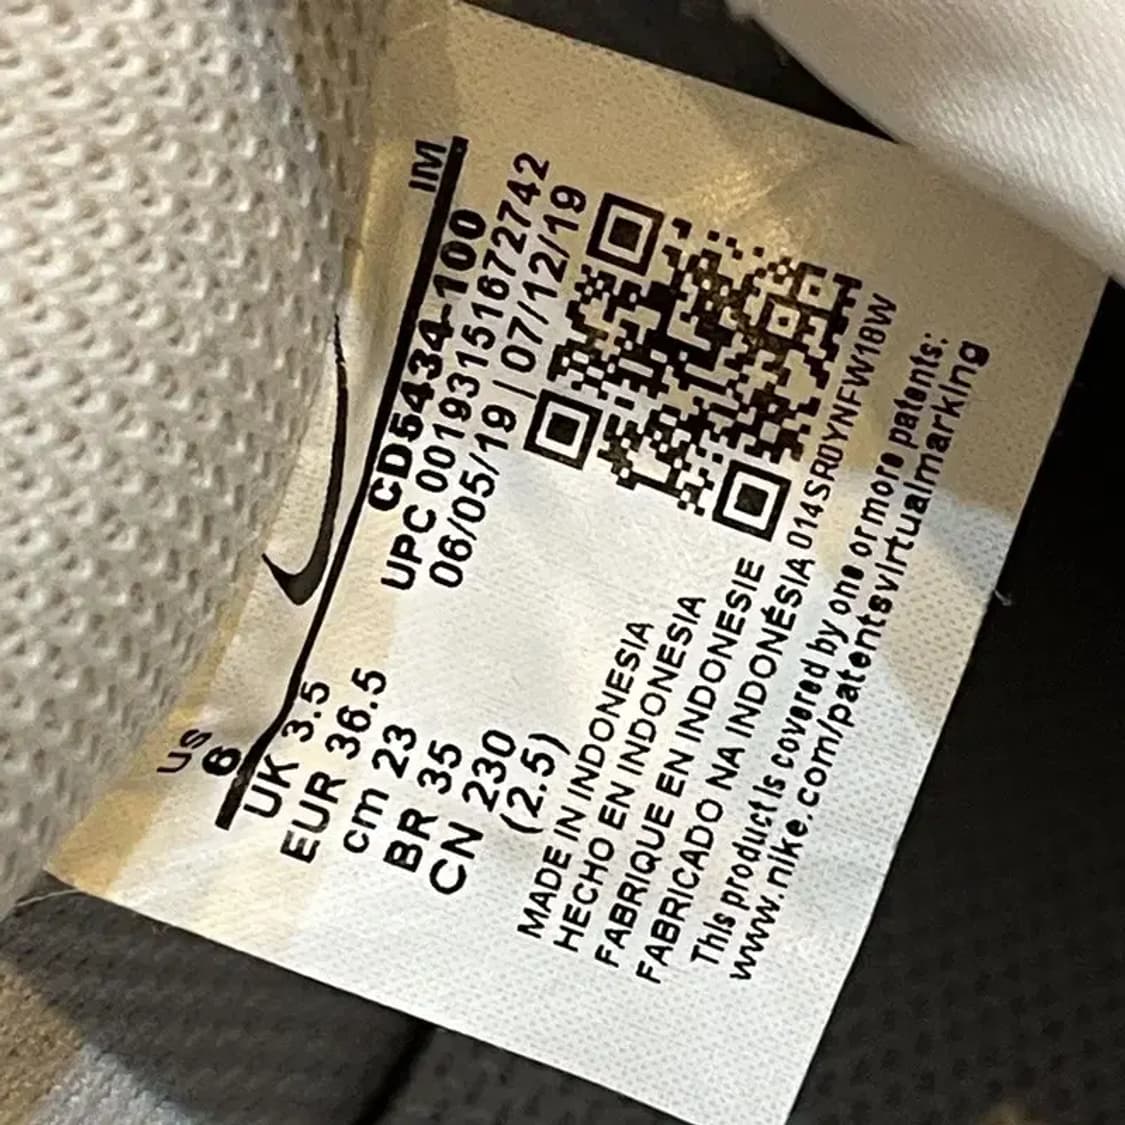 US
6
IM
UK 3.5
EUR 36.5
cm 23
BR 35
CN 230
(2.5)
CD5434 100
UPC 00193151672742
06/05/19 | 07/12/19
MADE IN INDONESIA
HECHO EN INDONESIA
FABRIQUE EN INDONESIE
FABRICADO NA INDONÉSIA 014SR0YNFW18W
This product is covered by one or more patents:
www.nike.com/patentsvirtualmarking